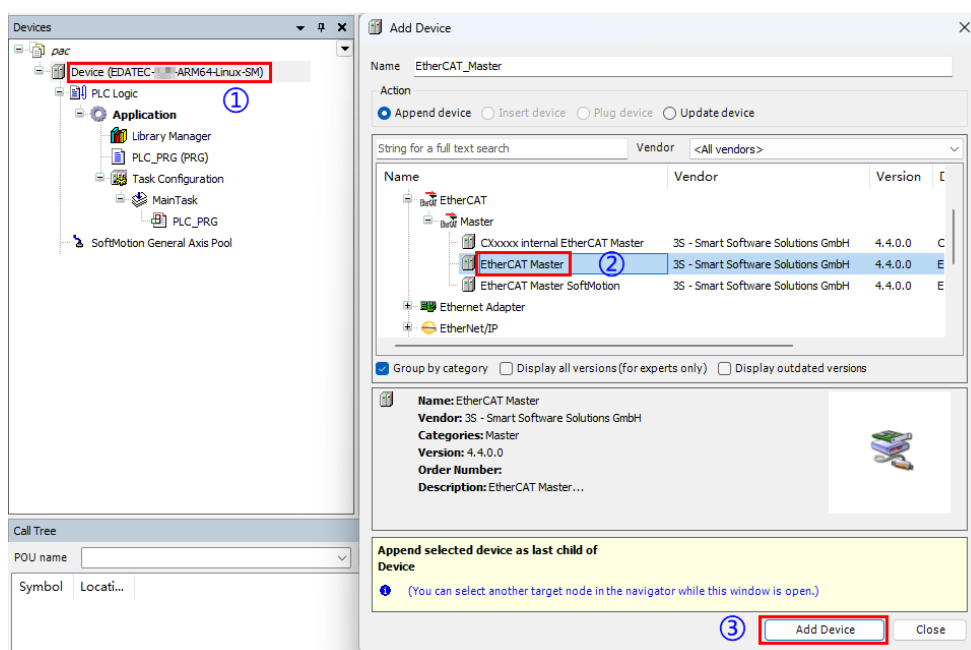 Devices
pac
Device (EDATEC- -ARM64-Linux-SM)
①
PLC Logic
Application
Library Manager
PLC_PRG (PRG)
Task Configuration
MainTask
PLC_PRG
SoftMotion General Axis Pool
Call Tree
POU name
Symbol Locati...
Add Device
Name EtherCAT_Master
Action
Append device Insert device Plug device Update device
String for a full text search Vendor <All vendors>
Name Vendor Version
EtherCAT
Master
CXxxxx internal EtherCAT Master 3S - Smart Software Solutions GmbH 4.4.0.0 C
EtherCAT Master ② 3S - Smart Software Solutions GmbH 4.4.0.0 E
EtherCAT Master SoftMotion 3S - Smart Software Solutions GmbH 4.4.0.0 E
Ethernet Adapter
EtherNet/IP
Group by category Display all versions (for experts only) Display outdated versions
Name: EtherCAT Master
Vendor: 3S - Smart Software Solutions GmbH
Categories: Master
Version: 4.4.0.0
Order Number:
Description: EtherCAT Master...
Append selected device as last child of
Device
(You can select another target node in the navigator while this window is open.)
③ Add Device Close